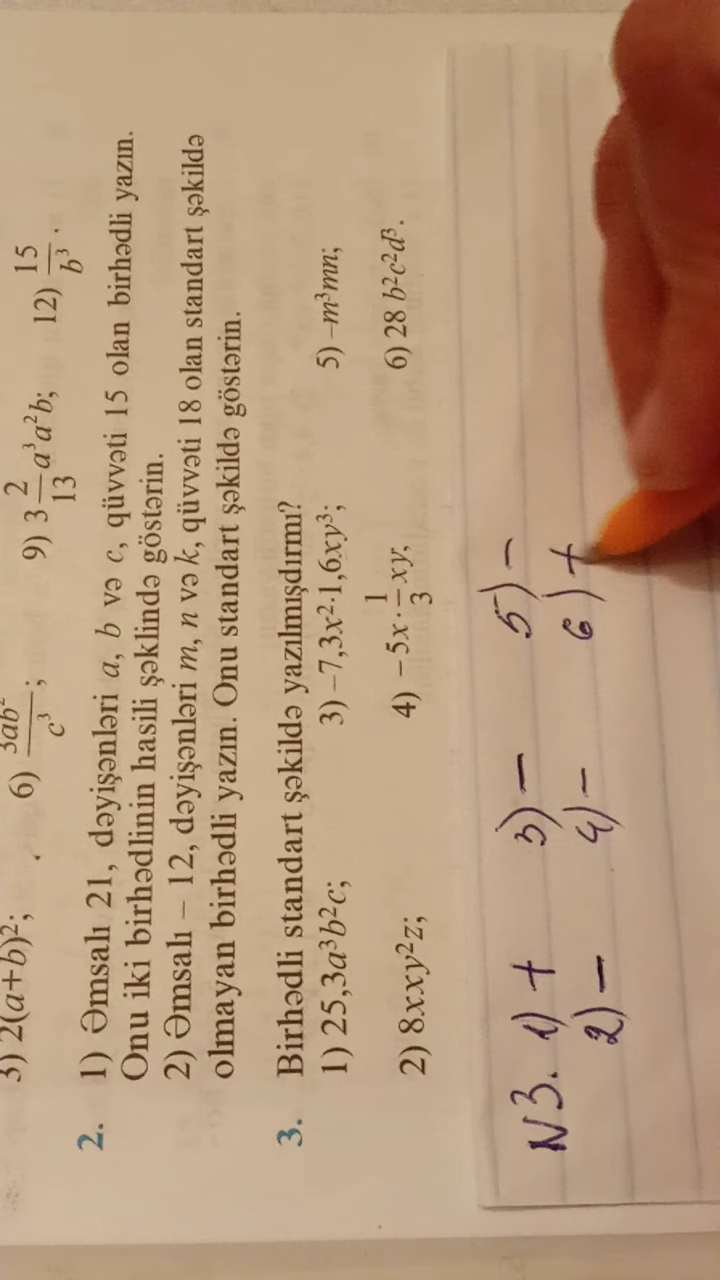 3) 2(a+b)²; 6) 3ab²/c³; 9) 3 2/13 a³a²b; 12) 15/b³.
2. 1) Əmsalı 21, dəyişənləri a, b və c, qüvvəti 15 olan birhədli yazın.
Onu iki birhədlinin hasili şəklində göstərin.
2) Əmsalı – 12, dəyişənləri m, n və k, qüvvəti 18 olan standart şəkildə
olmayan birhədli yazın. Onu standart şəkildə göstərin.
3. Birhədli standart şəkildə yazılmışdırmı?
1) 25,3a³b²c; 3) –7,3x²·1,6xy³; 5) –m³mn;
2) 8xxy²z; 4) –5x·1/3xy, 6) 28 b²c²d³.
N3. 1) + 3) – 5) –
2) – 4) – 6) +